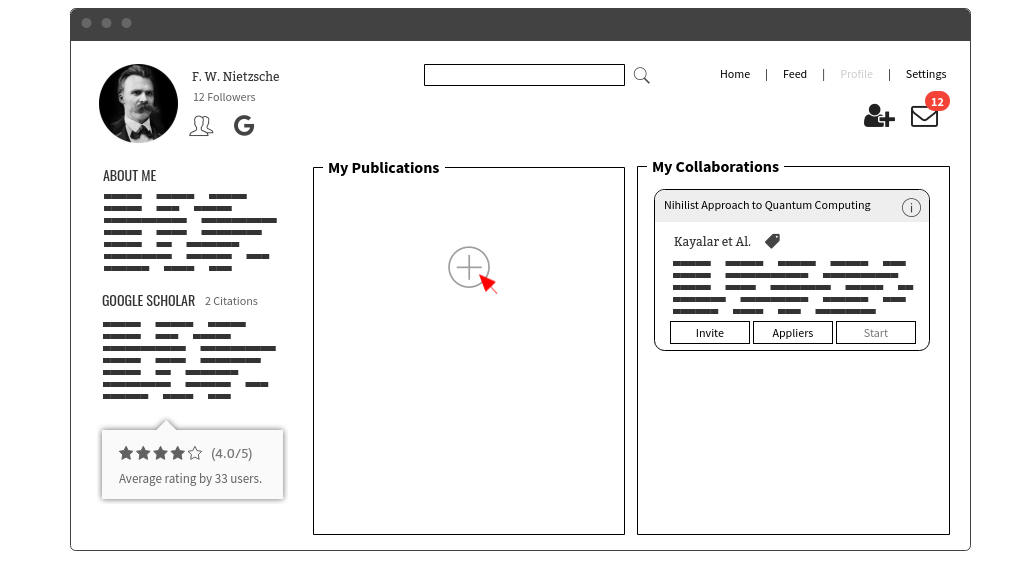 F. W. Nietzsche
12 Followers
G
Home | Feed | Profile | Settings
12
ABOUT ME
GOOGLE SCHOLAR 2 Citations
(4.0/5)
Average rating by 33 users.
My Publications
My Collaborations
Nihilist Approach to Quantum Computing i
Kayalar et Al.
Invite Appliers Start